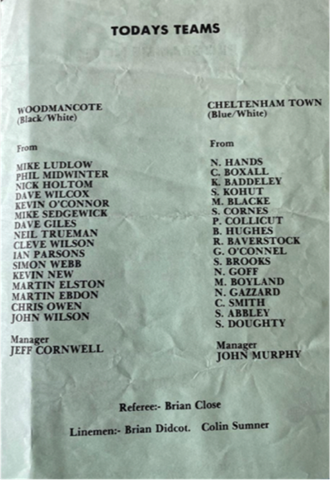 TODAYS TEAMS
WOODMANCOTE
(Black/White)
From
MIKE LUDLOW
PHIL MIDWINTER
NICK HOLTOM
DAVE WILCOX
KEVIN O'CONNOR
MIKE SEDGEWICK
DAVE GILES
NEIL TRUEMAN
CLEVE WILSON
IAN PARSONS
SIMON WEBB
KEVIN NEW
MARTIN ELSTON
MARTIN EBDON
CHRIS OWEN
JOHN WILSON
Manager
JEFF CORNWELL
CHELTENHAM TOWN
(Blue/White)
From
N. HANDS
C. BOXALL
K. BADDELEY
S. KOHUT
M. BLACKE
S. CORNES
P. COLLICUT
B. HUGHES
R. BAVERSTOCK
G. O'CONNEL
S. BROOKS
N. GOFF
M. BOYLAND
N. GAZZARD
C. SMITH
S. ABBLEY
S. DOUGHTY
Manager
JOHN MURPHY
Referee:- Brian Close
Linemen:- Brian Didcot. Colin Sumner